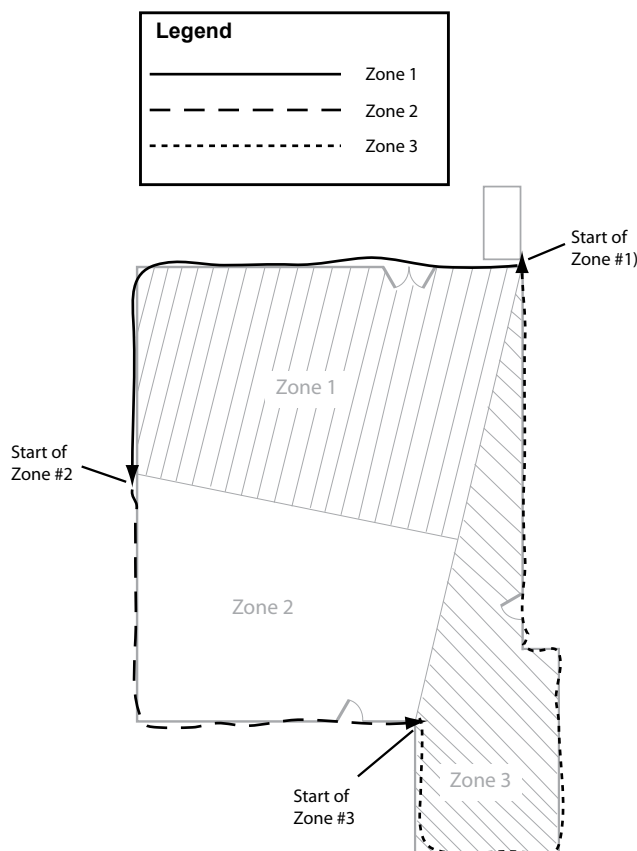 Legend
Zone 1
Zone 2
Zone 3
Start of
Zone #1)
Zone 1
Start of
Zone #2
Zone 2
Zone 3
Start of
Zone #3